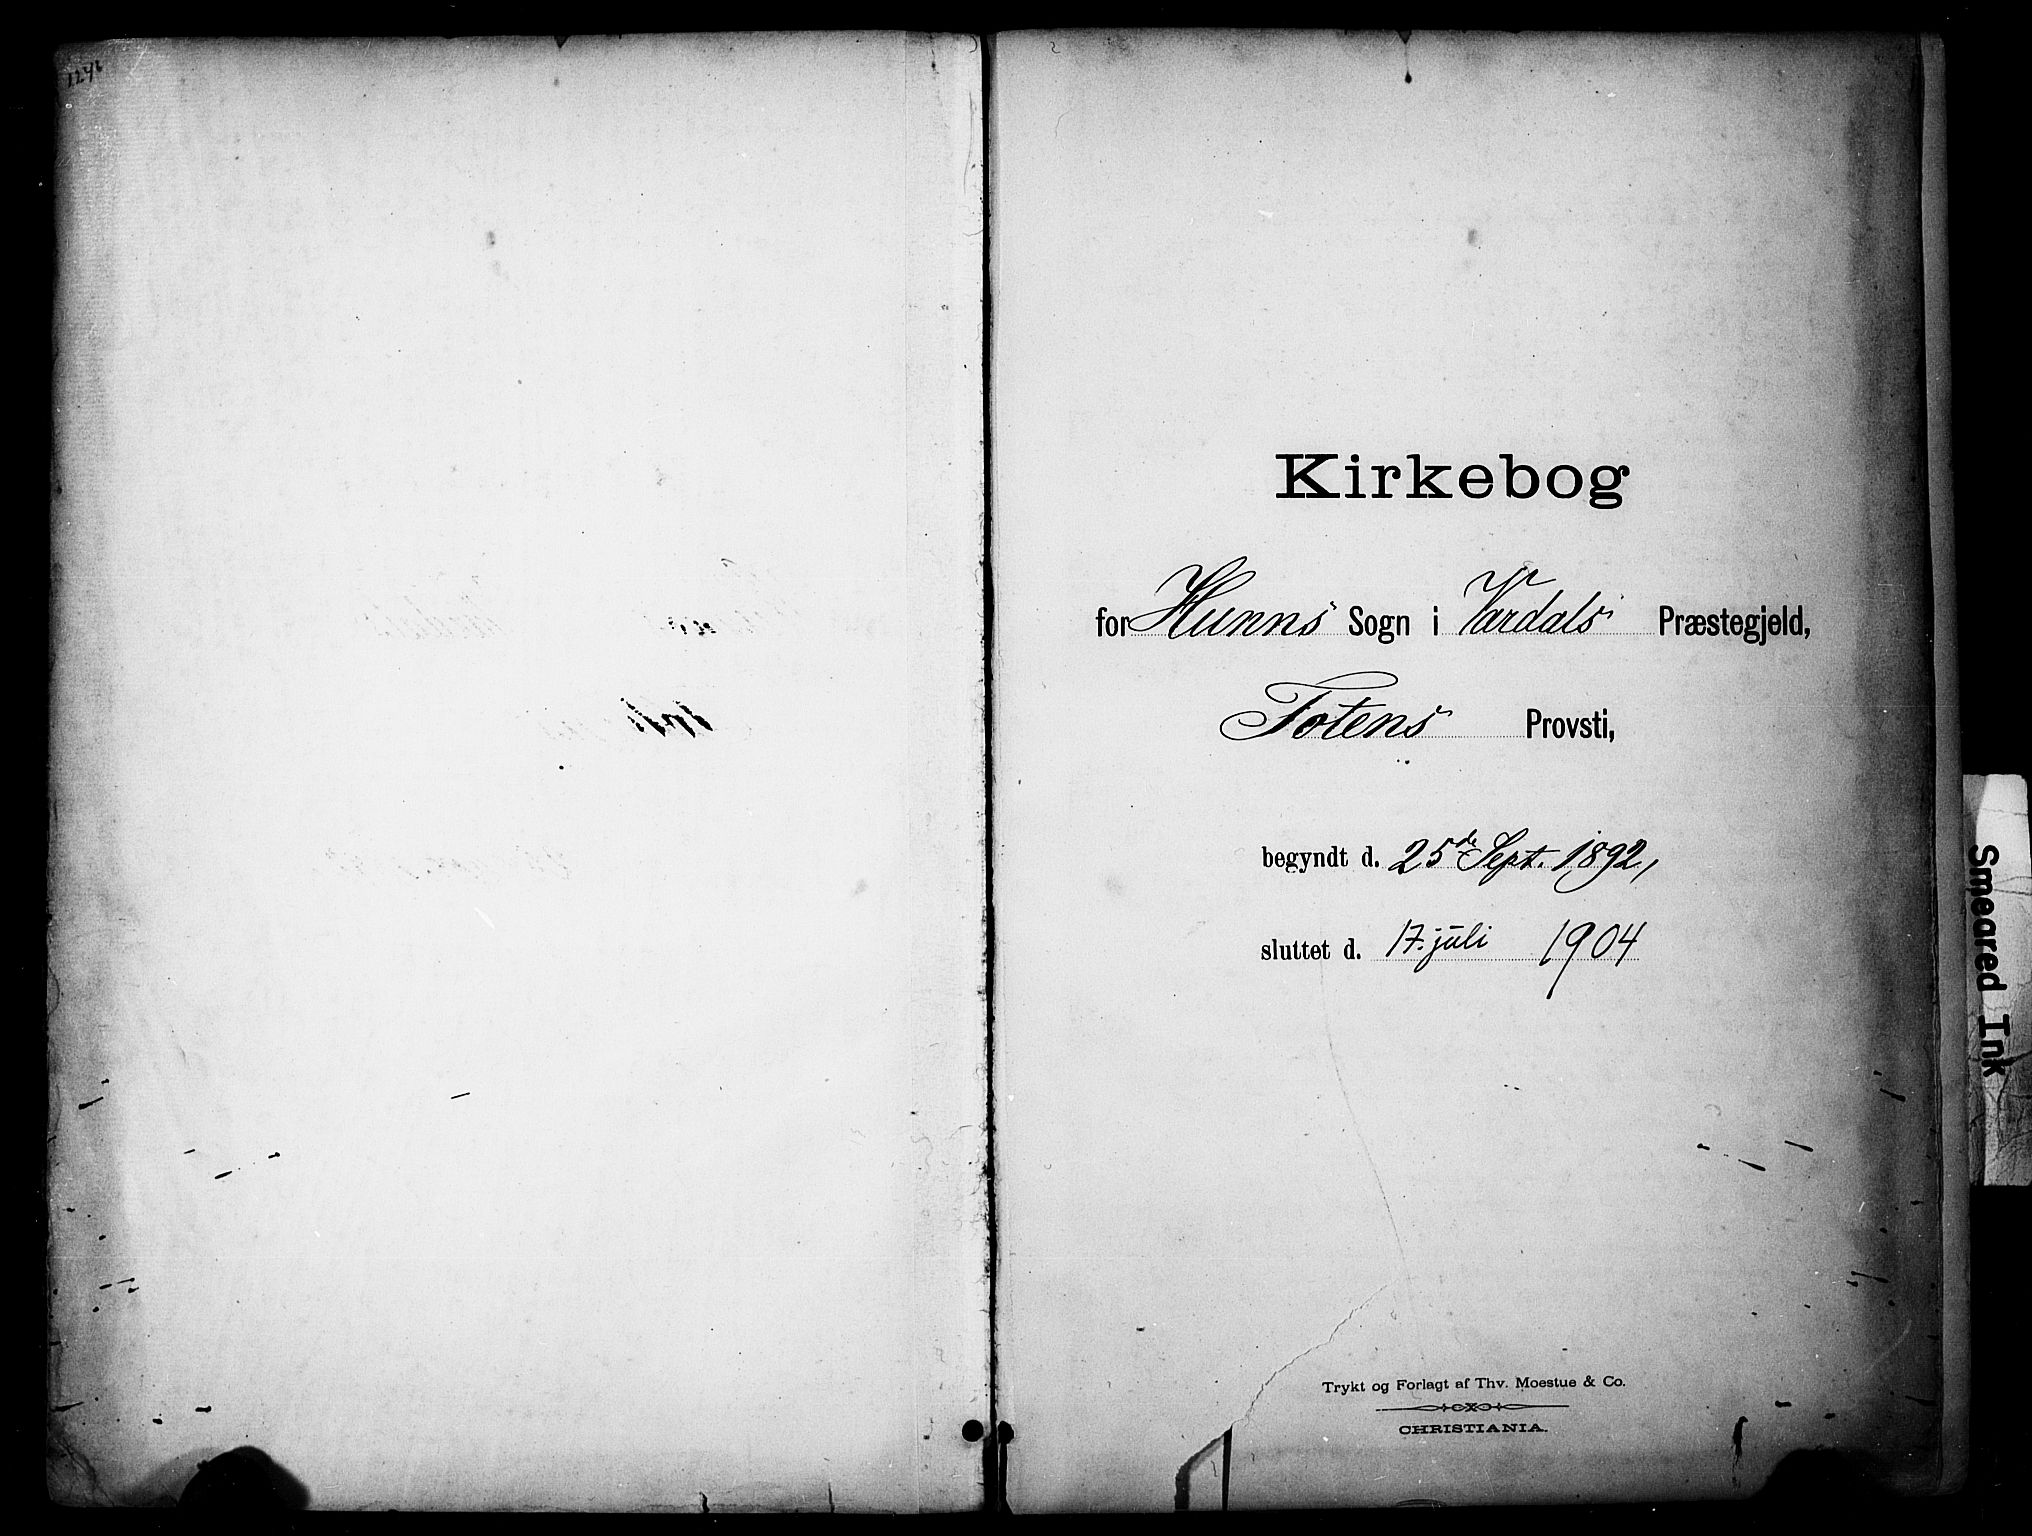 Kirkebog
for Hunns Sogn i Vardals Præstegjeld,
Totens Provsti,
begyndt d. 25de Sept. 1892,
sluttet d. 17. juli 1904
Trykt og Forlagt af Thv. Moestue & Co.
CHRISTIANIA.
Smeared Ink